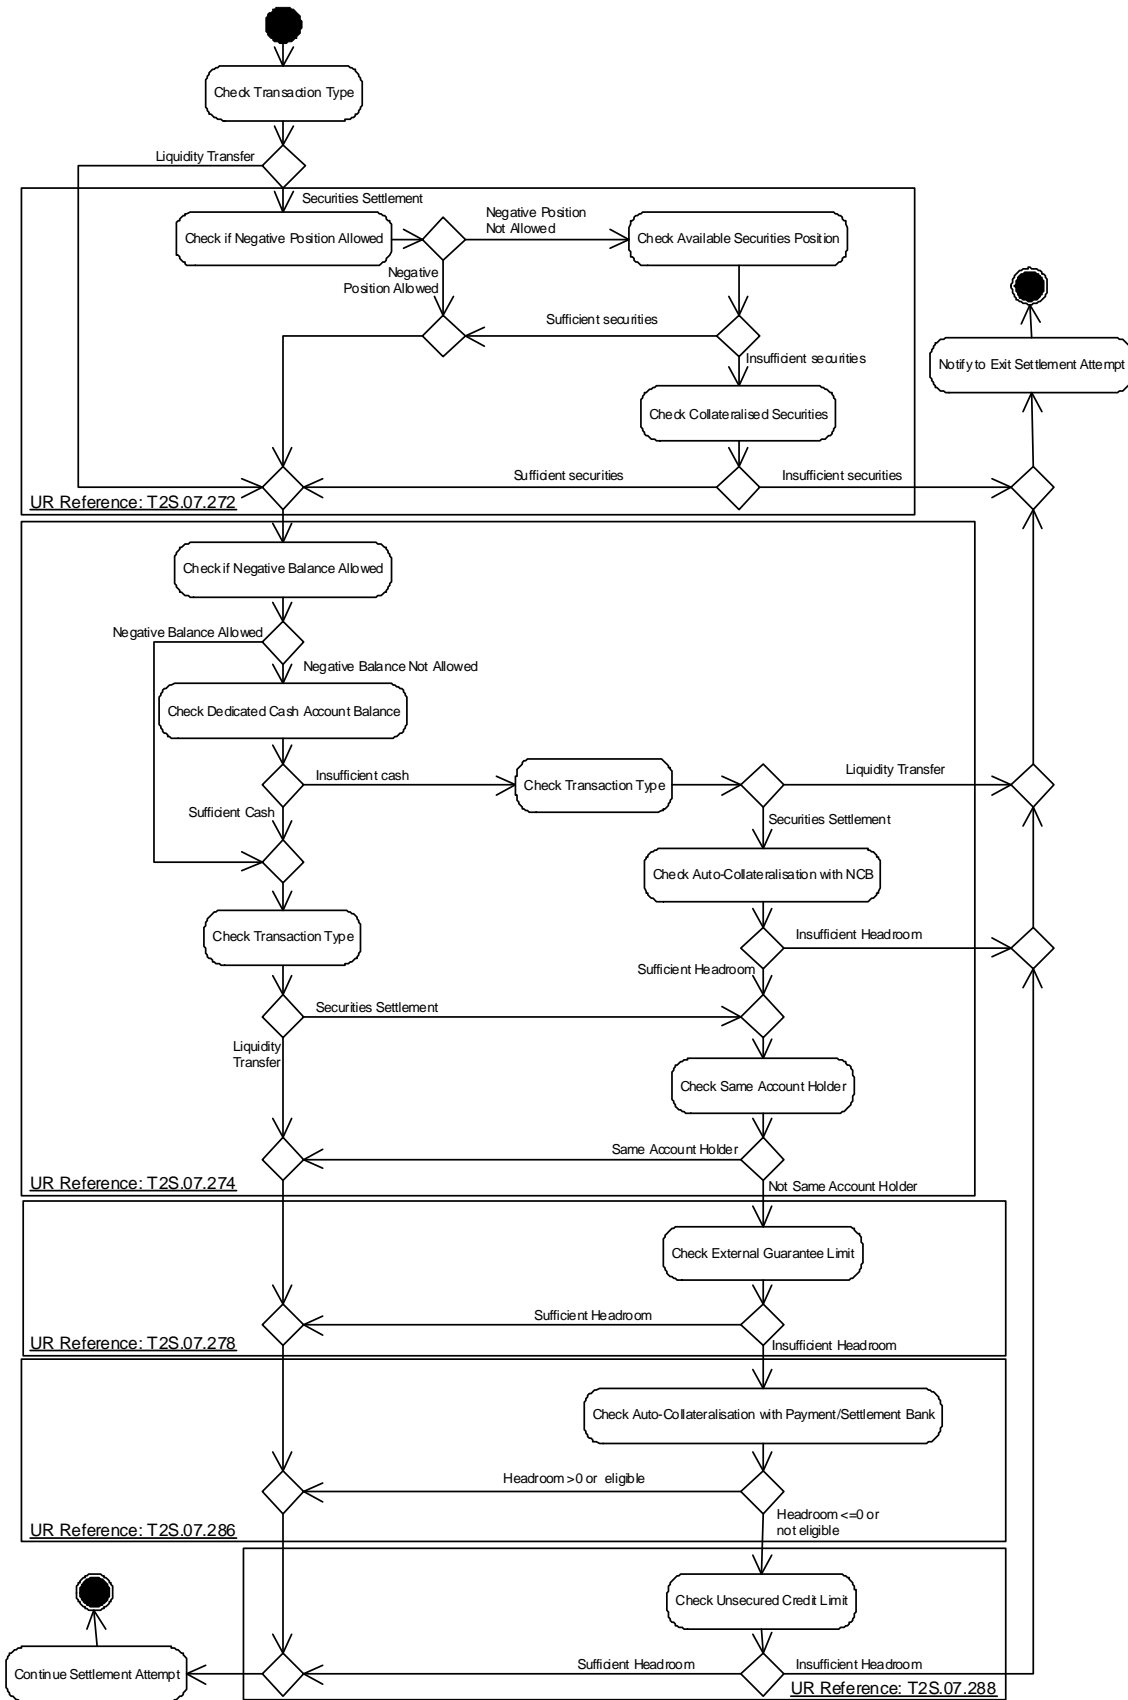 Check Transaction Type
Liquidity Transfer
Securities Settlement
Check if Negative Position Allowed
Negative Position
Not Allowed
Check Available Securities Position
Negative
Position Allowed
Sufficient securities
Insufficient securities
Notify to Exit Settlement Attempt
Check Collateralised Securities
Sufficient securities
Insufficient securities
UR Reference: T2S.07.272
Check if Negative Balance Allowed
Negative Balance Allowed
Negative Balance Not Allowed
Check Dedicated Cash Account Balance
Insufficient cash
Check Transaction Type
Liquidity Transfer
Sufficient Cash
Securities Settlement
Check Auto-Collateralisation with NCB
Check Transaction Type
Insufficient Headroom
Sufficient Headroom
Securities Settlement
Liquidity
Transfer
Check Same Account Holder
Same Account Holder
Not Same Account Holder
UR Reference: T2S.07.274
Check External Guarantee Limit
Sufficient Headroom
Insufficient Headroom
UR Reference: T2S.07.278
Check Auto-Collateralisation with Payment/Settlement Bank
Headroom >0 or eligible
Headroom <=0 or
not eligible
UR Reference: T2S.07.286
Check Unsecured Credit Limit
Continue Settlement Attempt
Sufficient Headroom
Insufficient Headroom
UR Reference: T2S.07.288